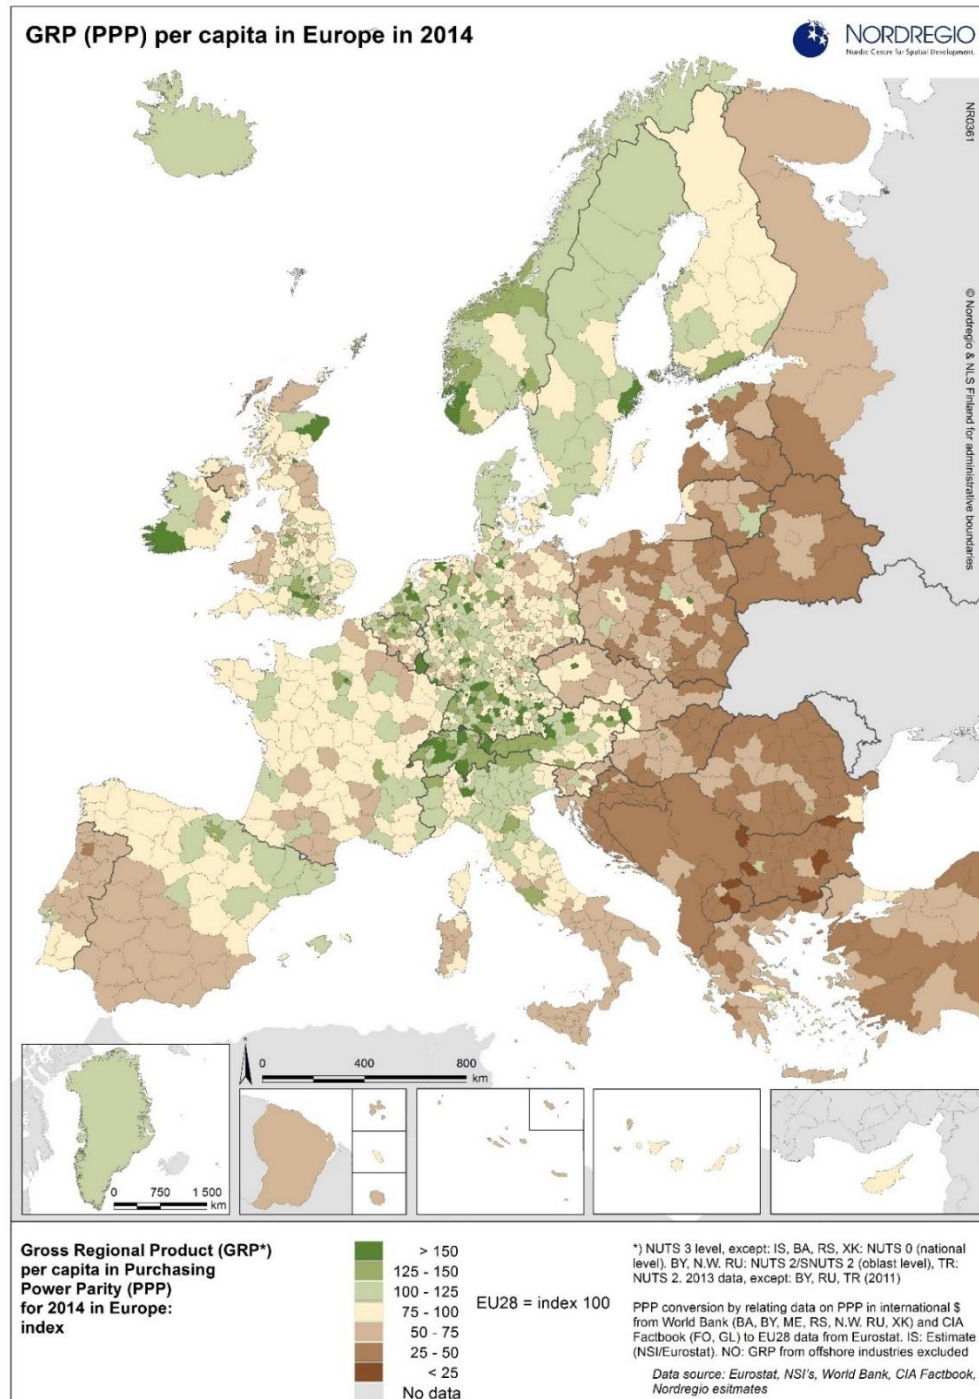 GRP (PPP) per capita in Europe in 2014
NORDREGIO
Nordic Centre for Spatial Development
NR0361
© Nordregio & NLS Finland for administrative boundaries
N
0 400 800
km
0 750 1 500
km
Gross Regional Product (GRP*)
per capita in Purchasing
Power Parity (PPP)
for 2014 in Europe:
index
> 150
125 - 150
100 - 125
75 - 100
50 - 75
25 - 50
< 25
No data
EU28 = index 100
*) NUTS 3 level, except: IS, BA, RS, XK: NUTS 0 (national
level). BY, N.W. RU: NUTS 2/SNUTS 2 (oblast level), TR:
NUTS 2. 2013 data, except: BY, RU, TR (2011)
PPP conversion by relating data on PPP in international $
from World Bank (BA, BY, ME, RS, N.W. RU, XK) and CIA
Factbook (FO, GL) to EU28 data from Eurostat. IS: Estimate
(NSI/Eurostat). NO: GRP from offshore industries excluded
Data source: Eurostat, NSI's, World Bank, CIA Factbook,
Nordregio esitmates